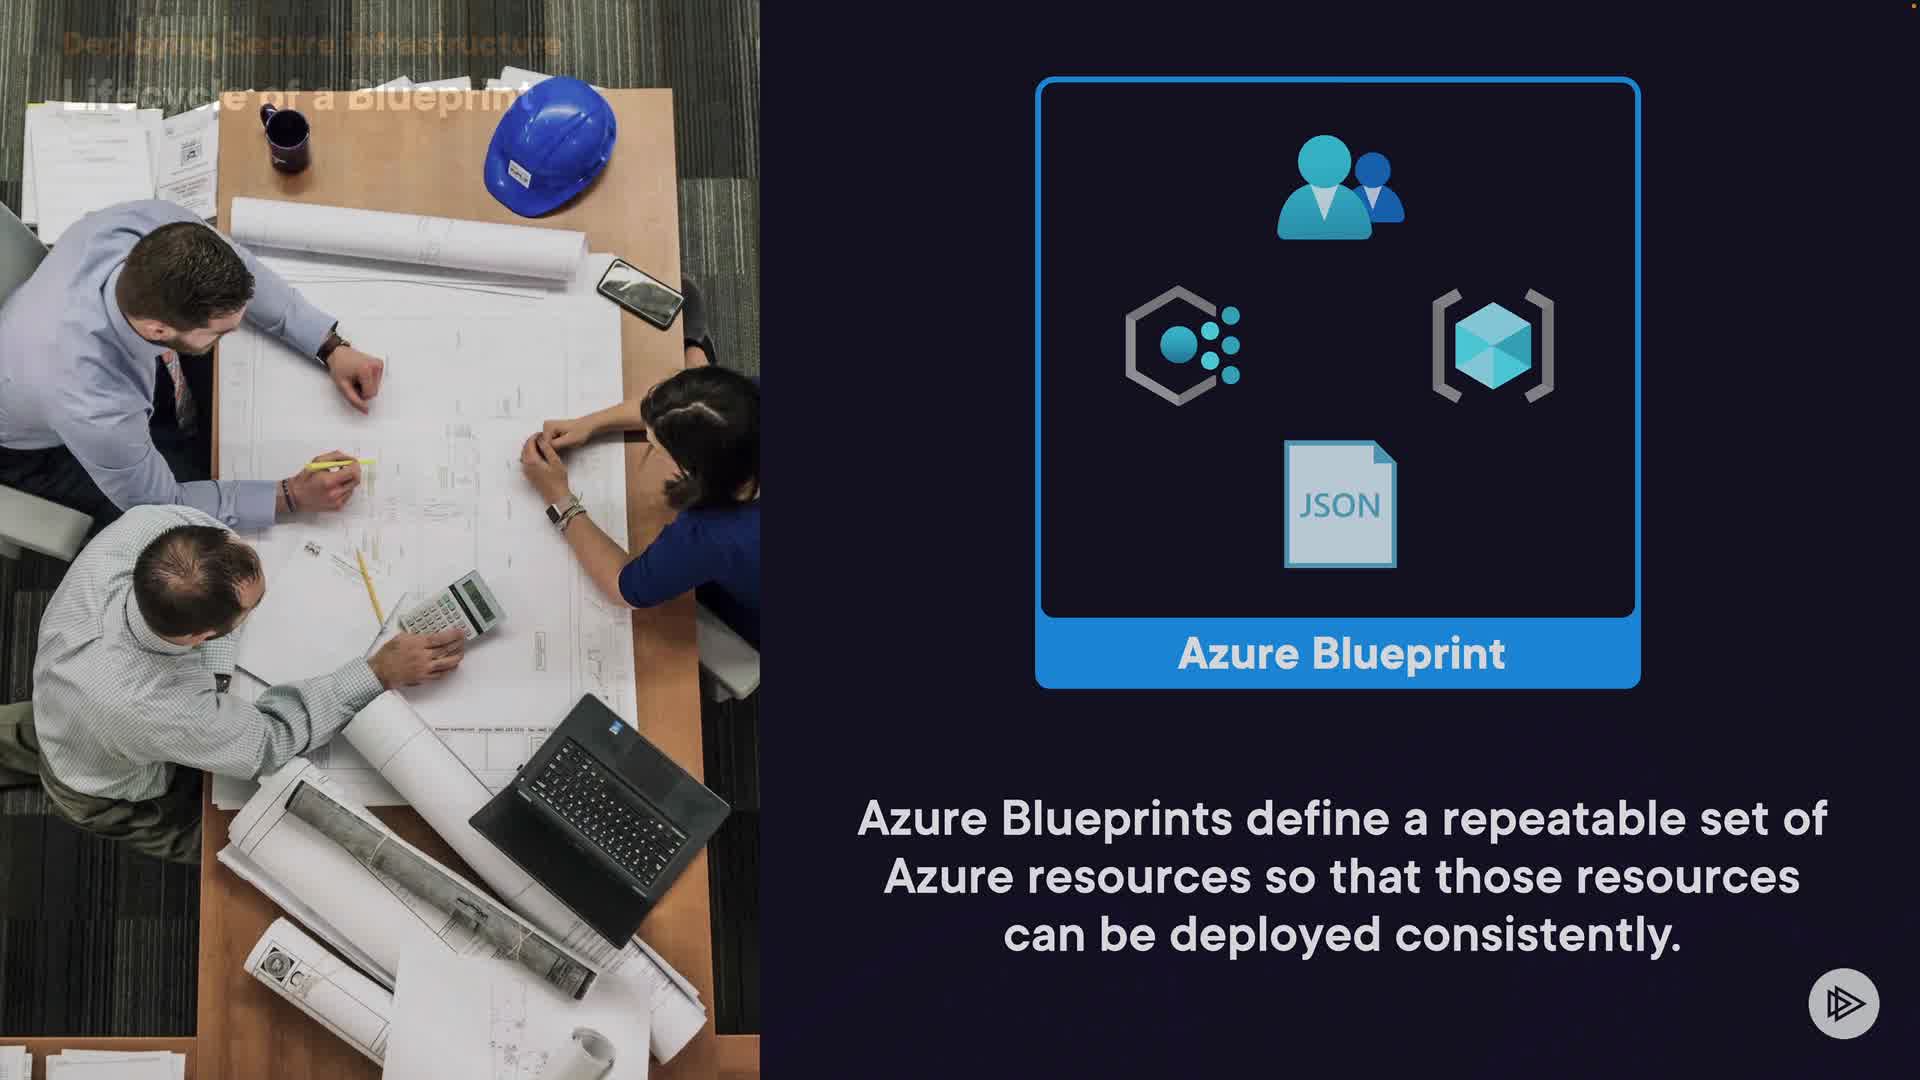 Deploying Secure Infrastructure
Lifecycle of a Blueprint
JSON
Azure Blueprint
Azure Blueprints define a repeatable set of
Azure resources so that those resources
can be deployed consistently.